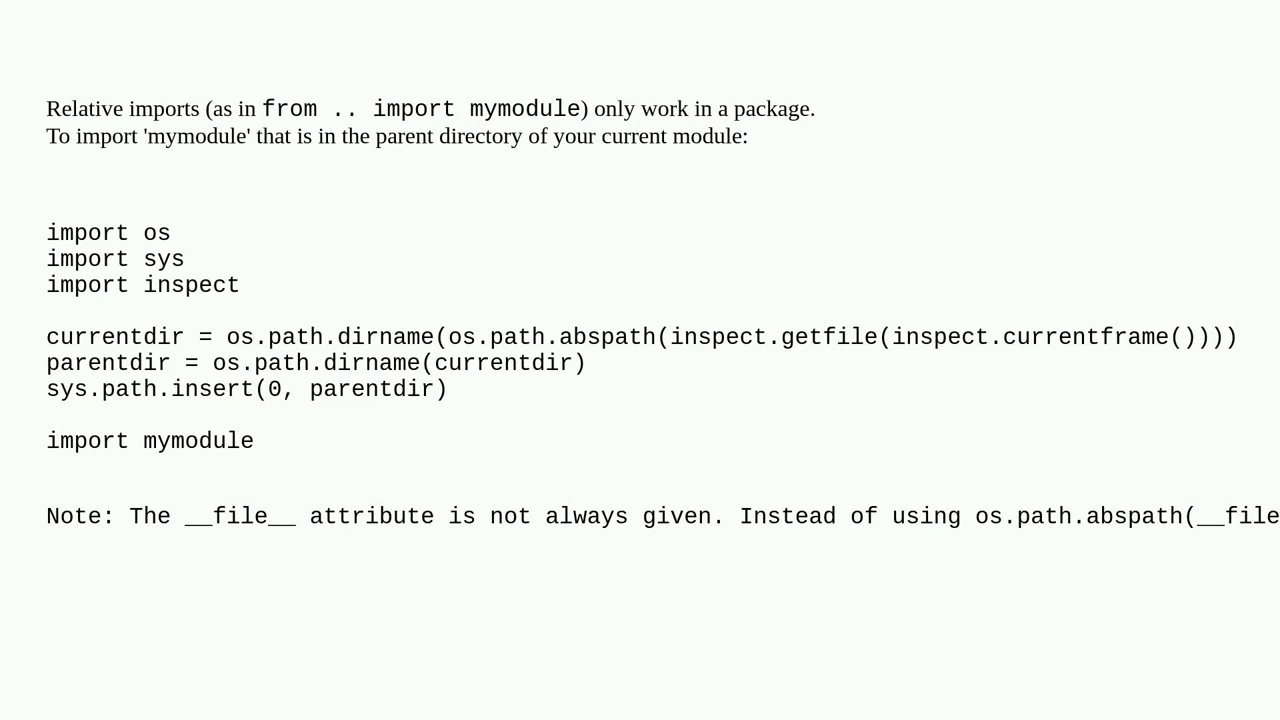 Relative imports (as in from .. import mymodule) only work in a package.
To import 'mymodule' that is in the parent directory of your current module:
import os
import sys
import inspect
currentdir = os.path.dirname(os.path.abspath(inspect.getfile(inspect.currentframe())))
parentdir = os.path.dirname(currentdir)
sys.path.insert(0, parentdir)
import mymodule
Note: The __file__ attribute is not always given. Instead of using os.path.abspath(__file